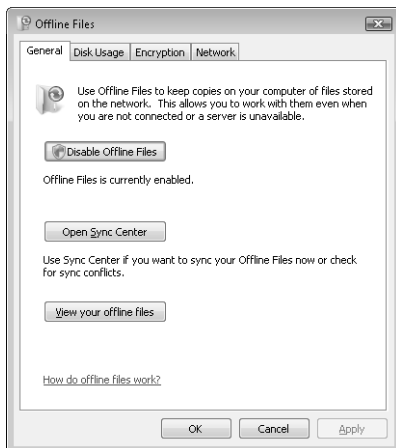 Offline Files
General Disk Usage Encryption Network
Use Offline Files to keep copies on your computer of files stored
on the network. This allows you to work with them even when
you are not connected or a server is unavailable.
Disable Offline Files
Offline Files is currently enabled.
Open Sync Center
Use Sync Center if you want to sync your Offline Files now or check
for sync conflicts.
View your offline files
How do offline files work?
OK Cancel Apply